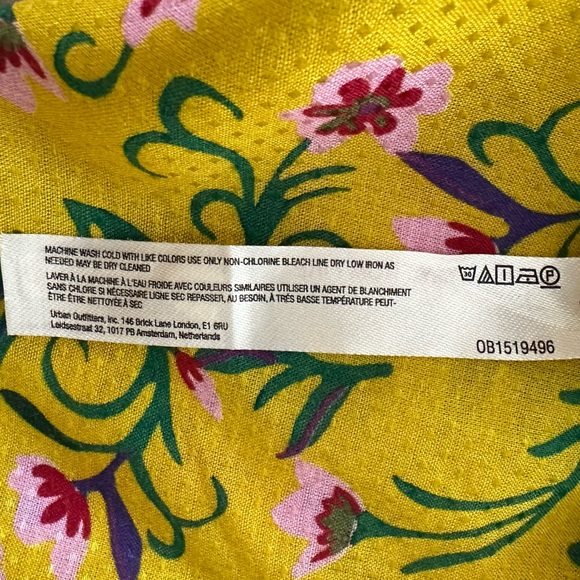 MACHINE WASH COLD WITH LIKE COLORS USE ONLY NON-CHLORINE BLEACH LINE DRY LOW IRON AS
NEEDED MAY BE DRY CLEANED
LAVER À LA MACHINE À L'EAU FROIDE AVEC COULEURS SIMILAIRES UTILISER UN AGENT DE BLANCHIMENT
SANS CHLORE SI NÉCESSAIRE LIGNE SEC REPASSER, AU BESOIN, À TRÉS BASSE TEMPÉRATURE PEUT-
ÊTRE ÊTRE NETTOYÉE À SEC
Urban Outfitters, Inc. 146 Brick Lane London, E1 6RU
Leidsestraat 32, 1017 PB Amsterdam, Netherlands
P
OB1519496